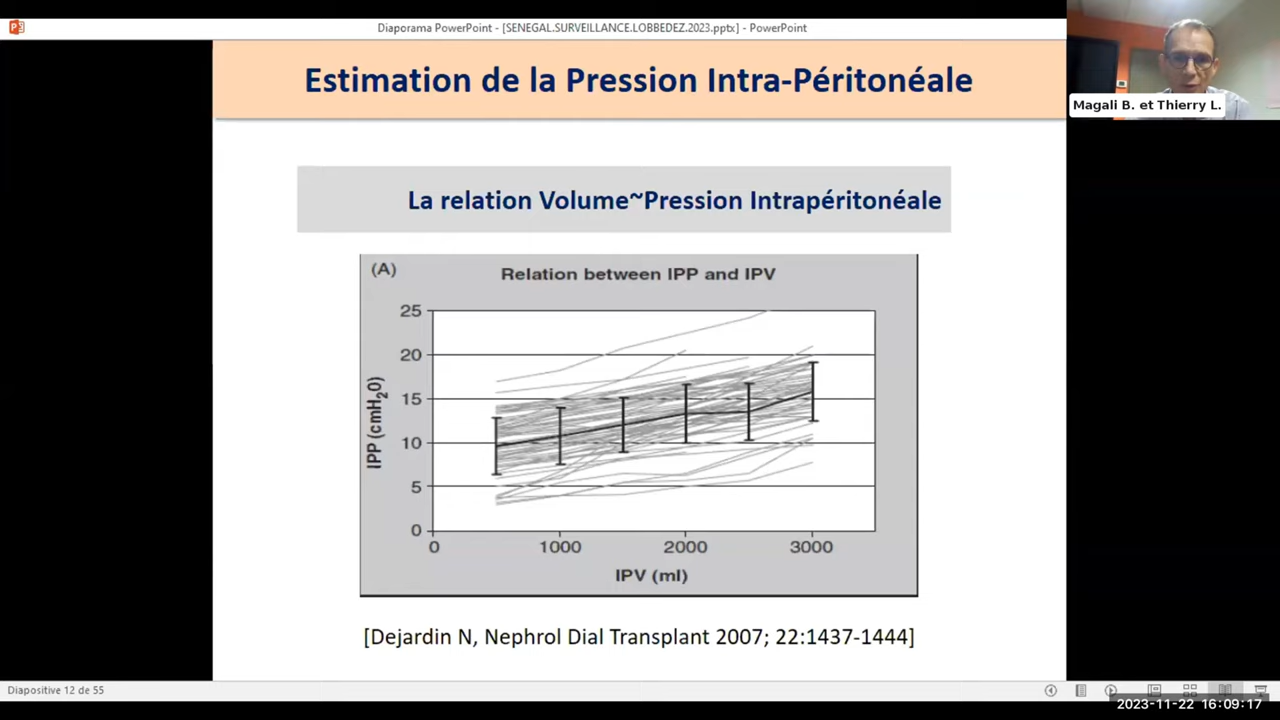 Diaporama PowerPoint - [SENEGAL.SURVEILLANCE.LOBBEDEZ.2023.pptx] - PowerPoint
Magali B. et Thierry L.
Estimation de la Pression Intra-Péritonéale
La relation Volume~Pression Intrapéritonéale
(A)
Relation between IPP and IPV
25
20
15
10
5
0
IPP (cmH20)
0
1000
2000
3000
IPV (ml)
[Dejardin N, Nephrol Dial Transplant 2007; 22:1437-1444]
Diapositive 12 de 55
2023-11-22 16:09:17